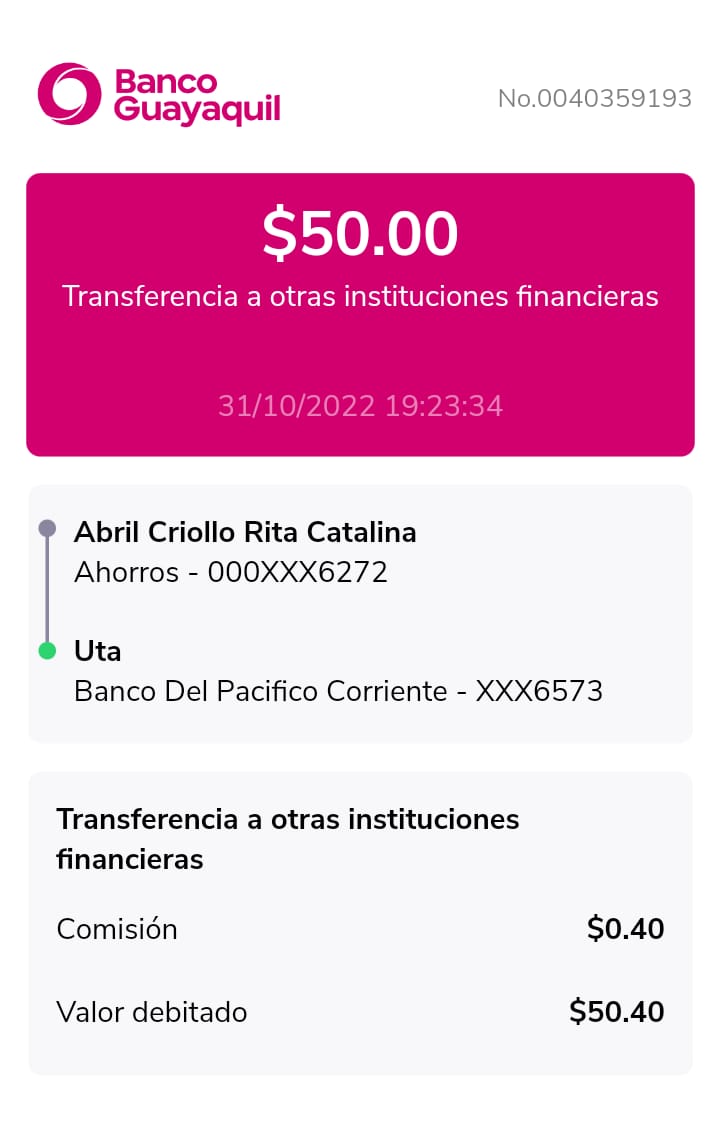 Banco
Guayaquil
No.0040359193
$50.00
Transferencia a otras instituciones financieras
31/10/2022 19:23:34
Abril Criollo Rita Catalina
Ahorros - 000XXX6272
Uta
Banco Del Pacifico Corriente - XXX6573
Transferencia a otras instituciones
financieras
Comisión $0.40
Valor debitado $50.40